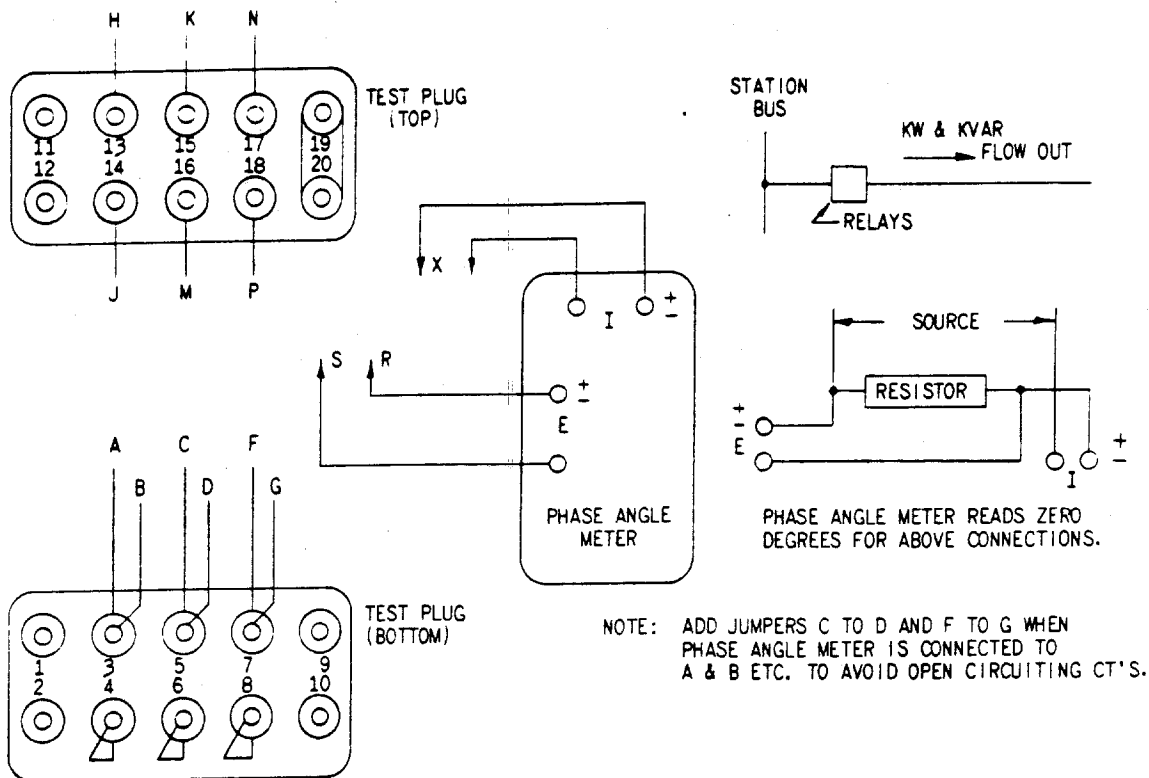 H K N
TEST PLUG
(TOP)
11 13 15 17 19
12 14 16 18 20
J M P
STATION
BUS
KW & KVAR
FLOW OUT
RELAYS
X
I ±
S R
±
E
PHASE ANGLE
METER
SOURCE
RESISTOR
±
E
I ±
PHASE ANGLE METER READS ZERO
DEGREES FOR ABOVE CONNECTIONS.
A C F
B D G
TEST PLUG
(BOTTOM)
1 3 5 7 9
2 4 6 8 10
NOTE: ADD JUMPERS C TO D AND F TO G WHEN
PHASE ANGLE METER IS CONNECTED TO
A & B ETC. TO AVOID OPEN CIRCUITING CT'S.